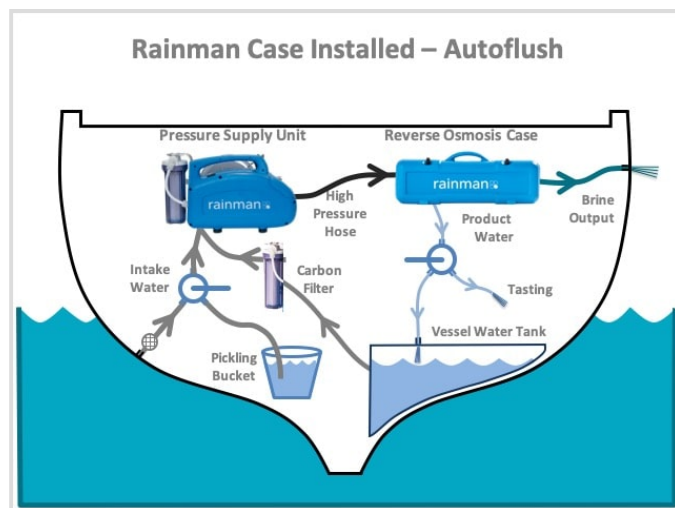 Rainman Case Installed – Autoflush
Pressure Supply Unit
Reverse Osmosis Case
rainman
rainman
High
Pressure
Hose
Product
Water
Brine
Output
Intake
Water
Carbon
Filter
Tasting
Vessel Water Tank
Pickling
Bucket